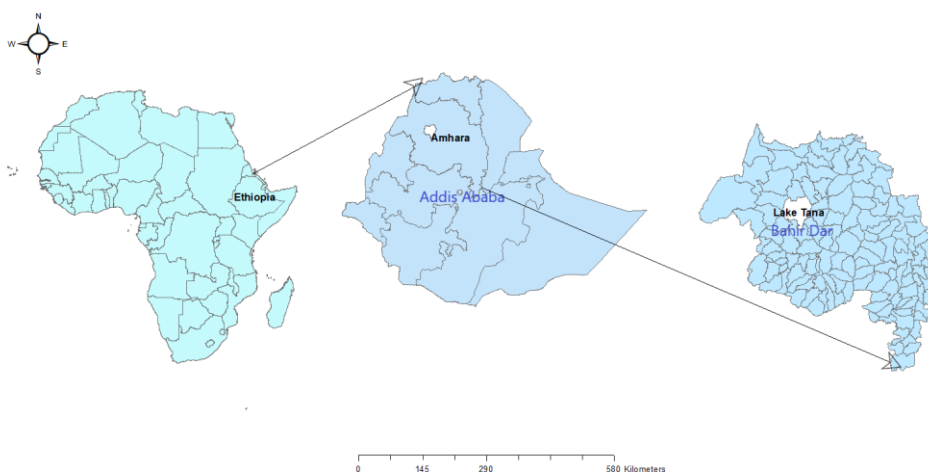 N
W E
S
Ethiopia
Amhara
Addis Ababa
Lake Tana
Bahir Dar
0 145 290 580 Kilometers